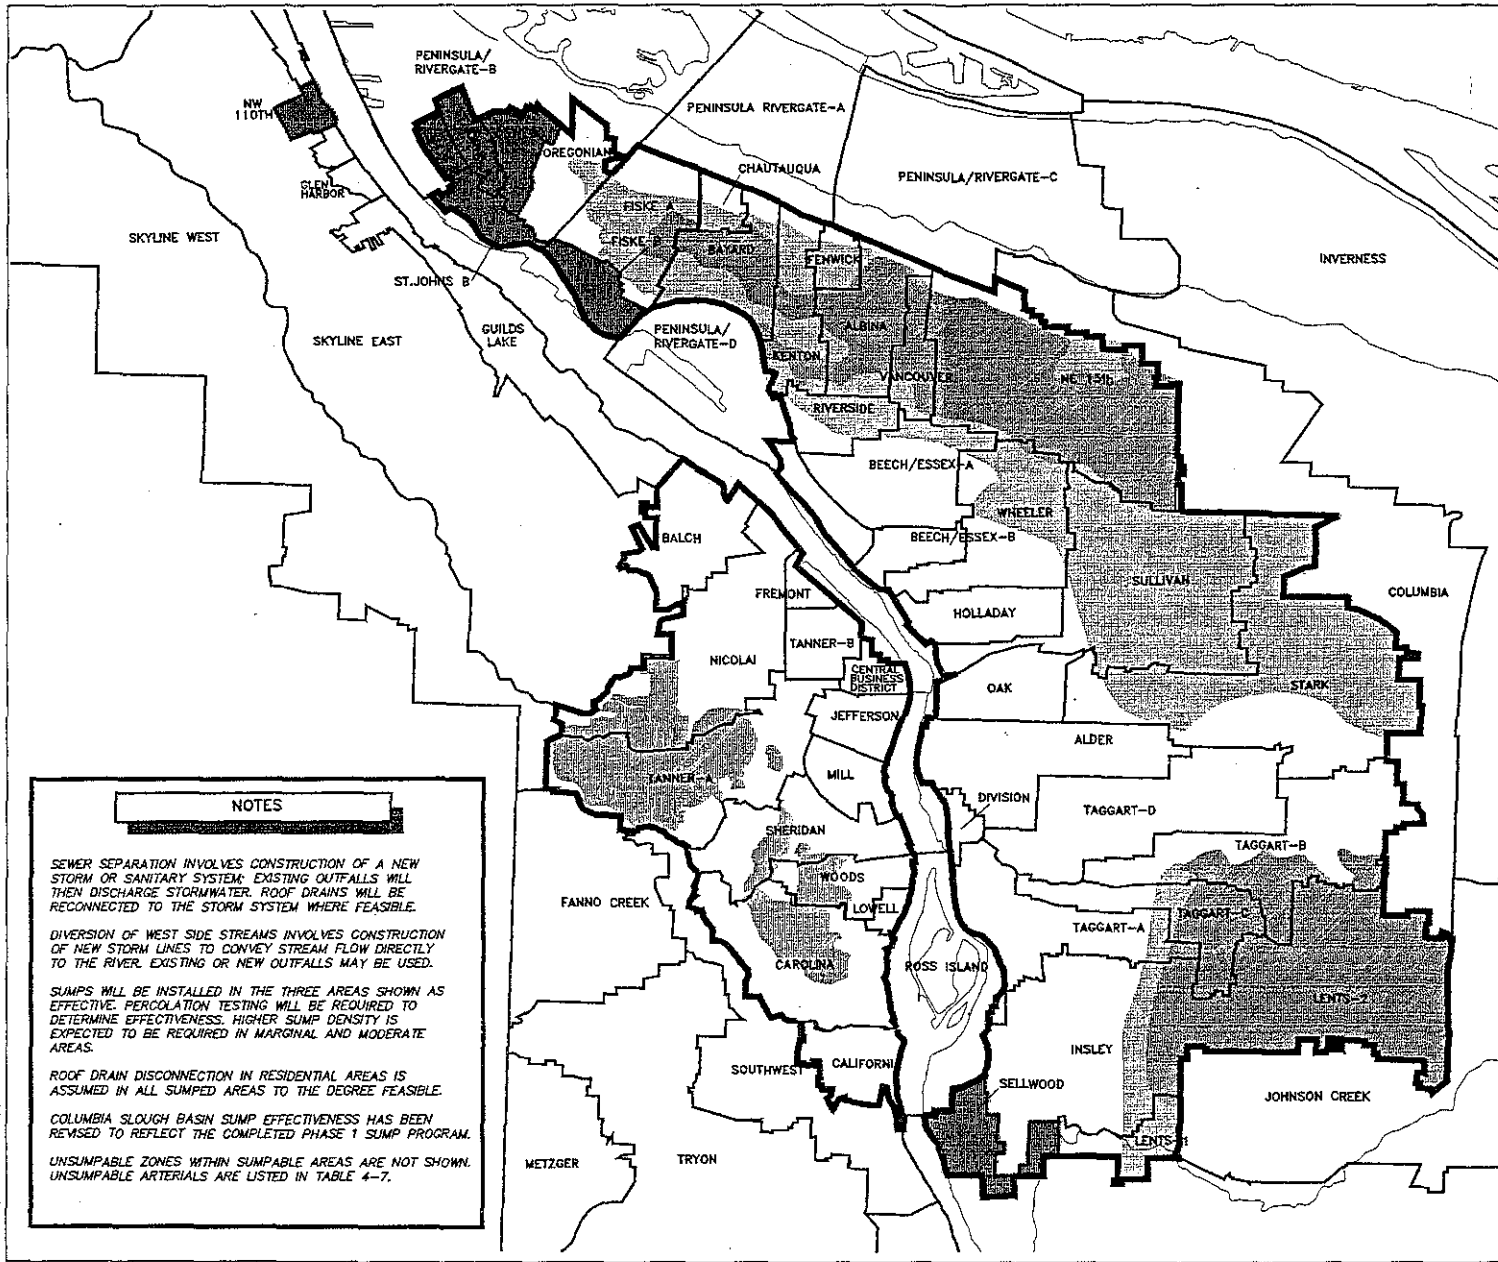 PENINSULA/
RIVERGATE-B
NW
110TH
PENINSULA RIVERGATE-A
OREGONIAN
CHAUTAUQUA
PENINSULA/RIVERGATE-C
GLEN
HARBOR
FISKE A
SKYLINE WEST
FISKE B
BAYARD
FENWICK
INVERNESS
ST.JOHNS B
GUILDS
LAKE
PENINSULA/
RIVERGATE-D
SKYLINE EAST
ALBINA
KENTON
VANCOUVER
RIVERSIDE
BEECH/ESSEX-A
WHEELER
BALCH
BEECH/ESSEX-B
SULLIVAN
COLUMBIA
FREMONT
HOLLADAY
TANNER-B
NICOLAI
CENTRAL
BUSINESS
DISTRICT
OAK
STARK
JEFFERSON
ALDER
TANNER-A
MILL
DIVISION
TAGGART-D
SHERIDAN
TAGGART-B
WOODS
FANNO CREEK
LOWELL
TAGGART-C
TAGGART-A
CAROLINA
ROSS ISLAND
LENTS-2
INSLEY
SOUTHWEST
CALIFORNI
SELLWOOD
JOHNSON CREEK
LENTS-1
METZGER
TRYON
NOTES
SEWER SEPARATION INVOLVES CONSTRUCTION OF A NEW
STORM OR SANITARY SYSTEM; EXISTING OUTFALLS WILL
THEN DISCHARGE STORMWATER. ROOF DRAINS WILL BE
RECONNECTED TO THE STORM SYSTEM WHERE FEASIBLE.
DIVERSION OF WEST SIDE STREAMS INVOLVES CONSTRUCTION
OF NEW STORM LINES TO CONVEY STREAM FLOW DIRECTLY
TO THE RIVER. EXISTING OR NEW OUTFALLS MAY BE USED.
SUMPS WILL BE INSTALLED IN THE THREE AREAS SHOWN AS
EFFECTIVE. PERCOLATION TESTING WILL BE REQUIRED TO
DETERMINE EFFECTIVENESS. HIGHER SUMP DENSITY IS
EXPECTED TO BE REQUIRED IN MARGINAL AND MODERATE
AREAS.
ROOF DRAIN DISCONNECTION IN RESIDENTIAL AREAS IS
ASSUMED IN ALL SUMPED AREAS TO THE DEGREE FEASIBLE.
COLUMBIA SLOUGH BASIN SUMP EFFECTIVENESS HAS BEEN
REVISED TO REFLECT THE COMPLETED PHASE 1 SUMP PROGRAM.
UNSUMPABLE ZONES WITHIN SUMPABLE AREAS ARE NOT SHOWN.
UNSUMPABLE ARTERIALS ARE LISTED IN TABLE 4-7.